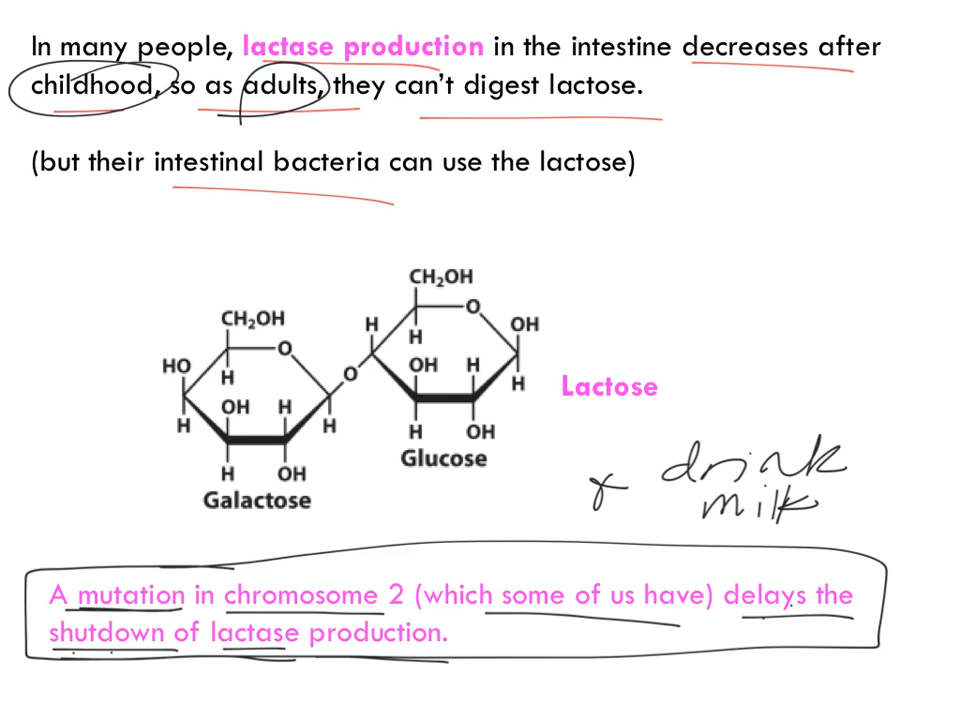 In many people, lactase production in the intestine decreases after
childhood, so as adults, they can't digest lactose.
(but their intestinal bacteria can use the lactose)
CH₂OH
O
CH₂OH
H
OH
O
H
HO
H
O
OH
H
H
OH
H
H
H
H
OH
Lactose
Glucose
H
OH
Galactose
drink
milk
A mutation in chromosome 2 (which some of us have) delays the
shutdown of lactase production.